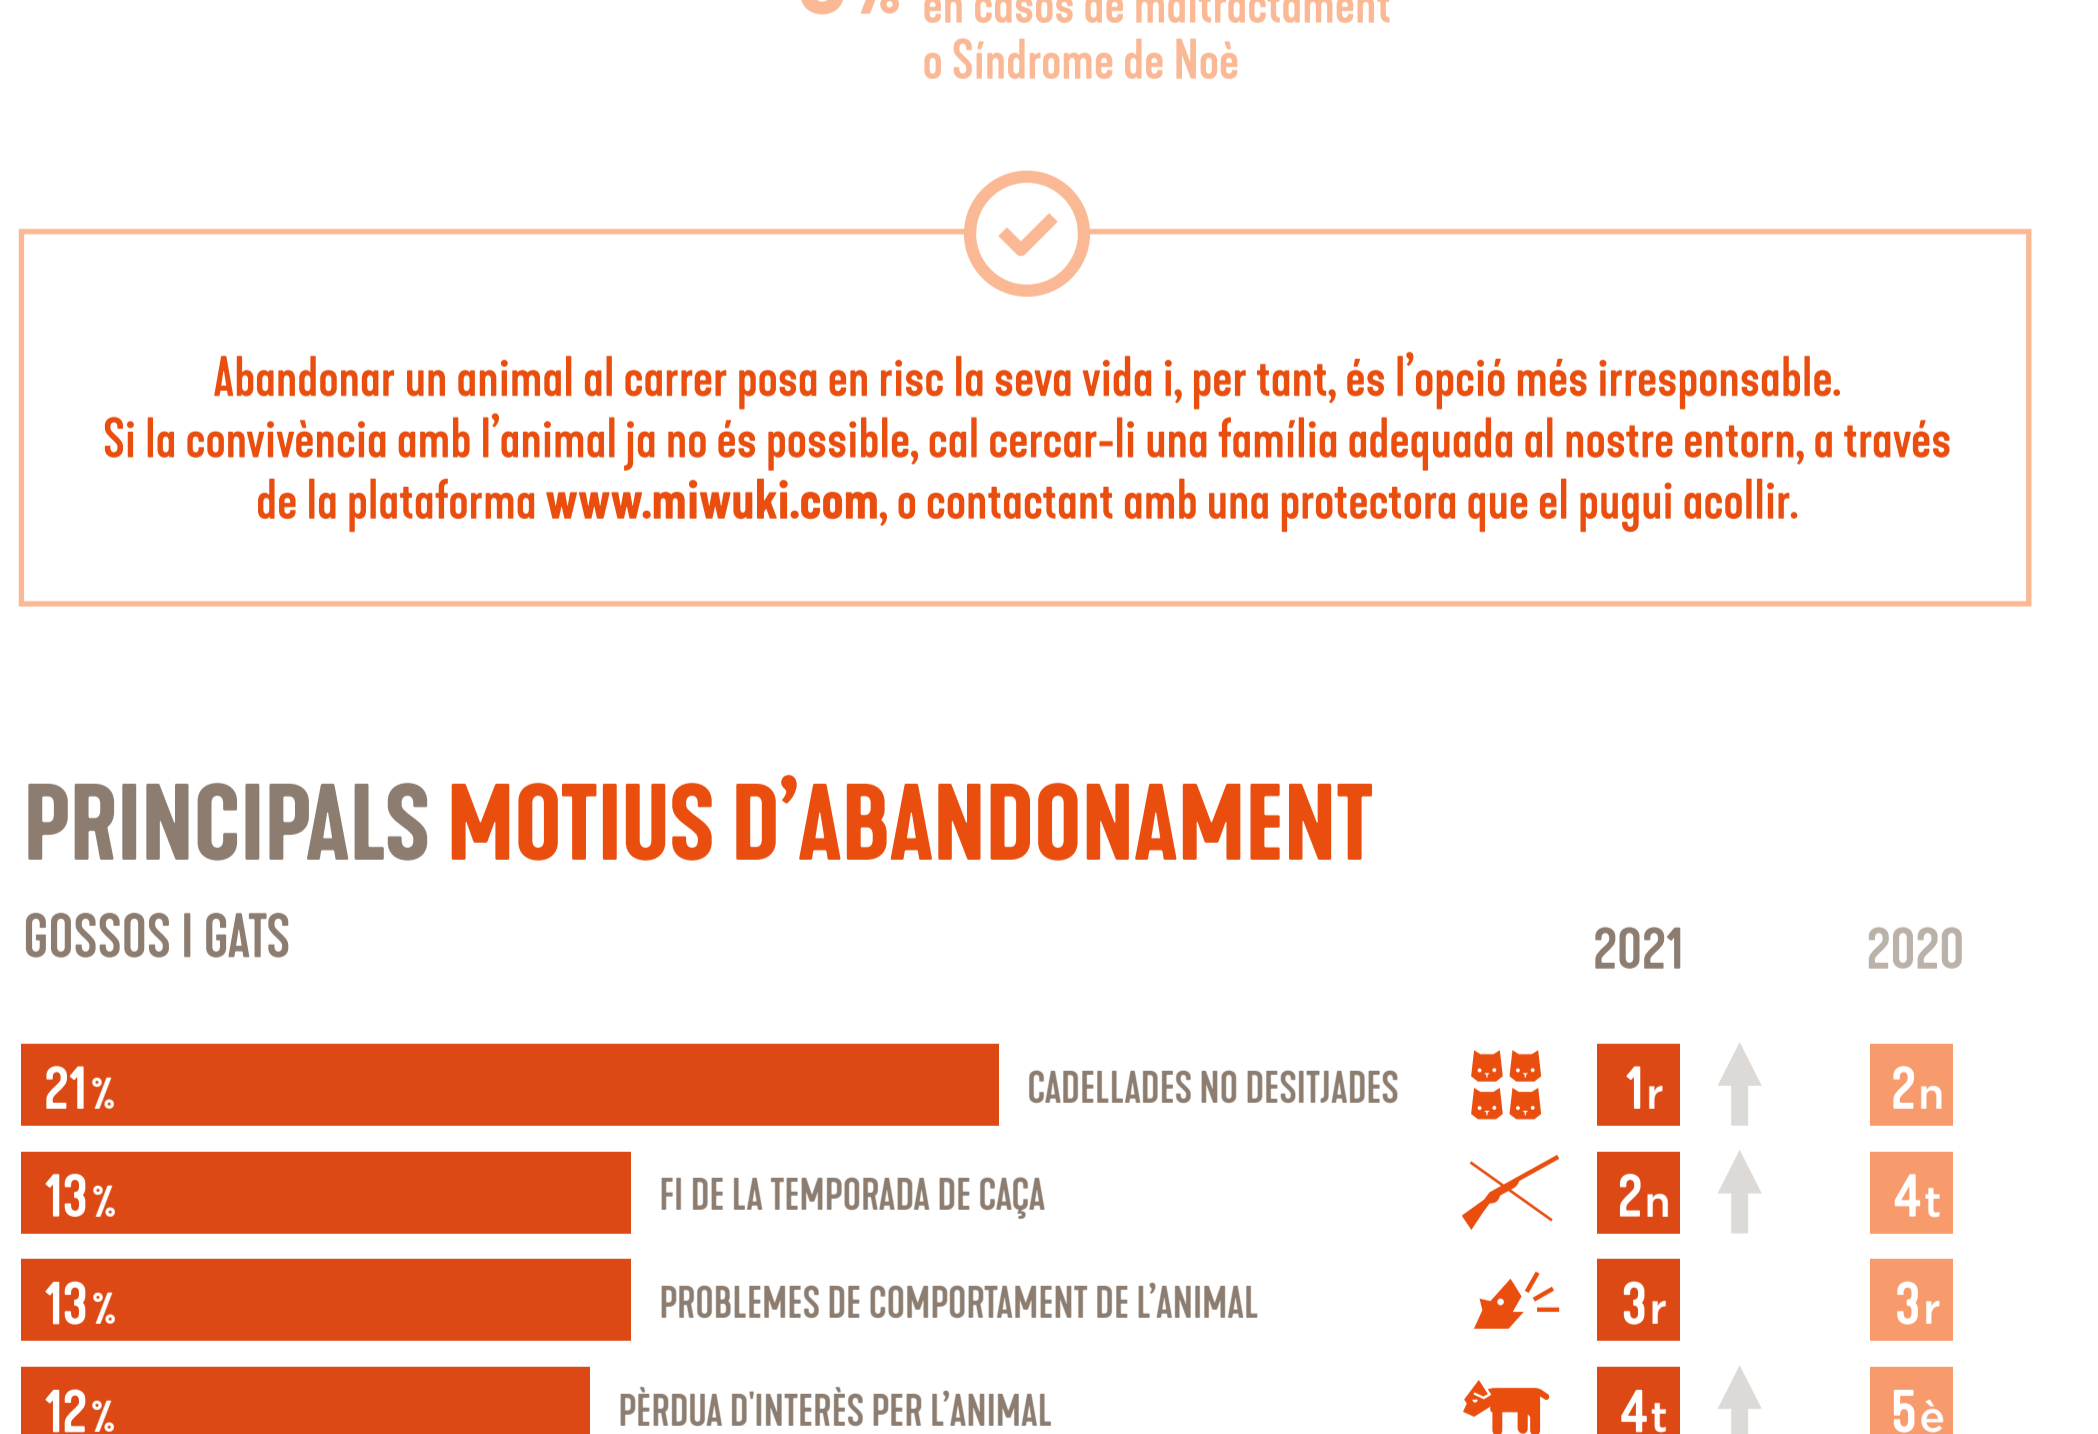 en casos de maltractament
o Síndrome de Noè
Abandonar un animal al carrer posa en risc la seva vida i, per tant, és l’opció més irresponsable.
Si la convivència amb l’animal ja no és possible, cal cercar-li una família adequada al nostre entorn, a través
de la plataforma www.miwuki.com, o contactant amb una protectora que el pugui acollir.
PRINCIPALS MOTIUS D’ABANDONAMENT
GOSSOS I GATS
2021 2020
21% CADELLADES NO DESITJADES 1r 2n
13% FI DE LA TEMPORADA DE CAÇA 2n 4t
13% PROBLEMES DE COMPORTAMENT DE L’ANIMAL 3r 3r
12% PÈRDUA D'INTERÈS PER L’ANIMAL 4t 5è